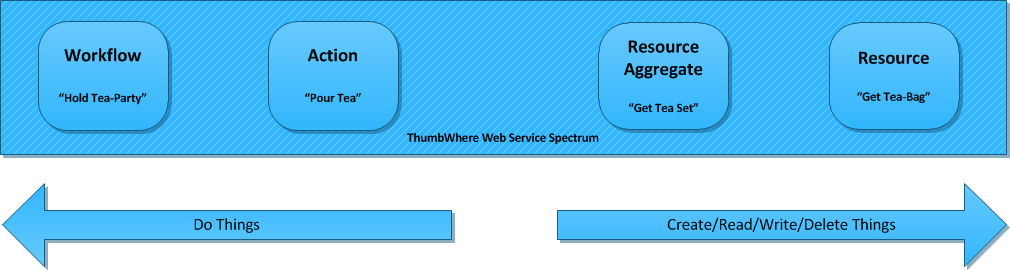 Workflow
“Hold Tea-Party”
Action
“Pour Tea”
Resource
Aggregate
“Get Tea Set”
Resource
“Get Tea-Bag”
ThumbWhere Web Service Spectrum
Do Things
Create/Read/Write/Delete Things